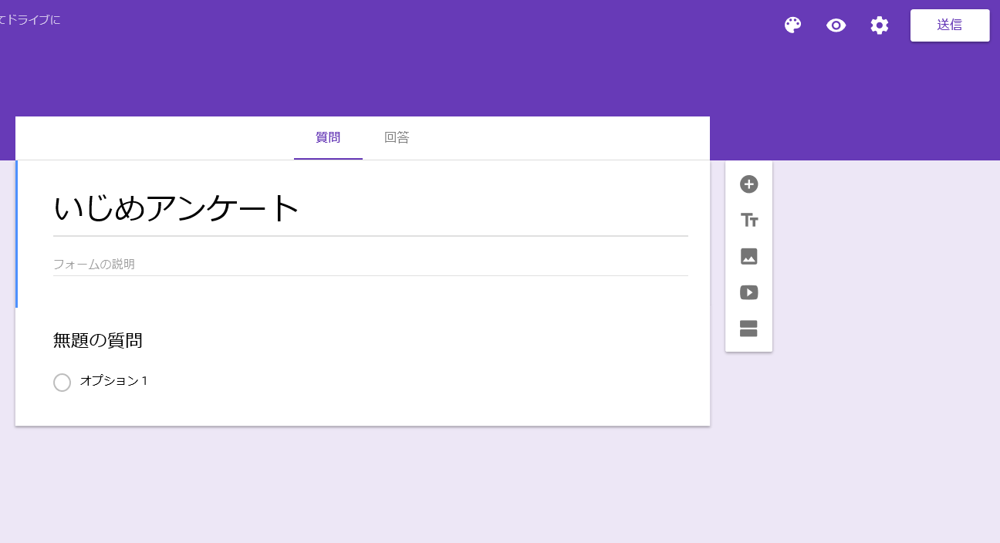 てドライブに
送信
質問 回答
いじめアンケート
フォームの説明
無題の質問
オプション 1